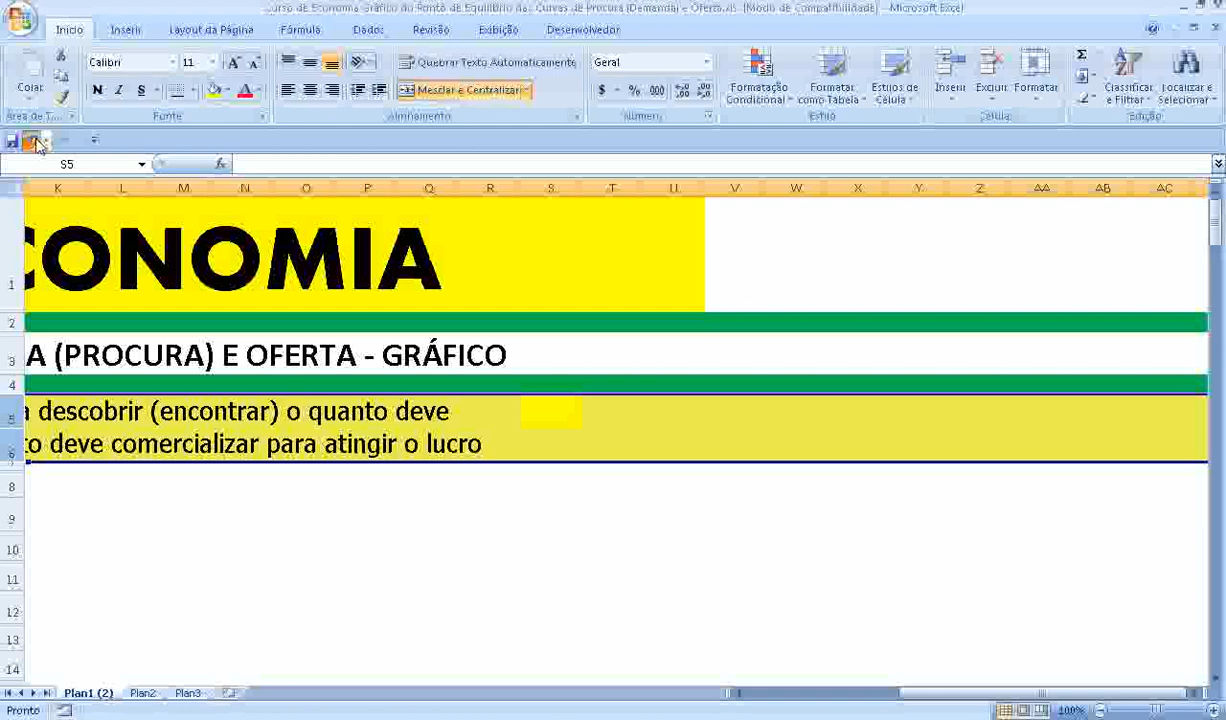 Curso de Economia Gráfico do Ponto de Equilíbrio das Curvas de Procura (Demanda) e Oferta.xls [Modo de Compatibilidade] - Microsoft Excel
Início Inserir Layout da Página Fórmula Dados Revisão Exibição Desenvolvedor
Calibri 11 Quebrar Texto Automaticamente Geral Σ
Colar N I S A Mesclar e Centralizar $ % 000 Formatação Condicional Formatar como Tabela Estilos de Célula Inserir Excluir Formatar Classificar e Filtrar Localizar e Selecionar
Área de T... Fonte Alinhamento Número Estilo Célula Edição
S5 fx
K L M N O P Q R S T U V W X Y Z AA AB AC
CONOMIA
1
2
3 A (PROCURA) E OFERTA - GRÁFICO
4
5 descobrir (encontrar) o quanto deve
6 to deve comercializar para atingir o lucro
8
9
10
11
12
13
14
Plan1 (2) Plan2 Plan3
Pronto 100%